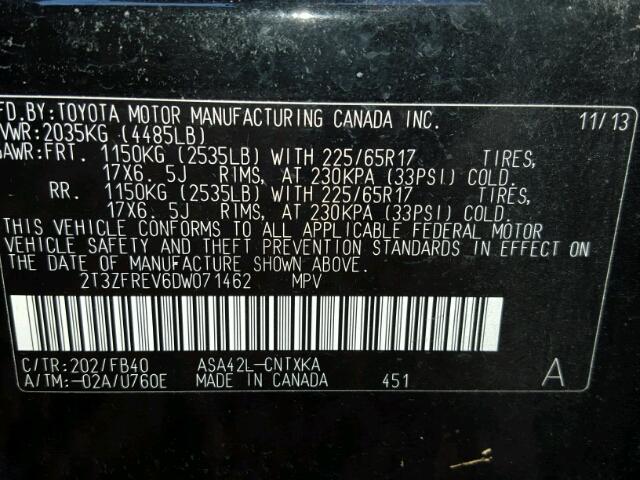 FD.BY:TOYOTA MOTOR MANUFACTURING CANADA INC. 11/13
VWR:2035KG (4485LB)
GAWR:FRT. 1150KG (2535LB) WITH 225/65R17 TIRES,
17X6.5J RIMS, AT 230KPA (33PSI) COLD.
RR. 1150KG (2535LB) WITH 225/65R17 TIRES,
17X6.5J RIMS, AT 230KPA (33PSI) COLD.
THIS VEHICLE CONFORMS TO ALL APPLICABLE FEDERAL MOTOR
VEHICLE SAFETY AND THEFT PREVENTION STANDARDS IN EFFECT ON
THE DATE OF MANUFACTURE SHOWN ABOVE.
2T3ZFREV6DW071462 MPV
C/TR:202/FB40 ASA42L-CNTXKA
A/TM:-02A/U760E MADE IN CANADA 451 A